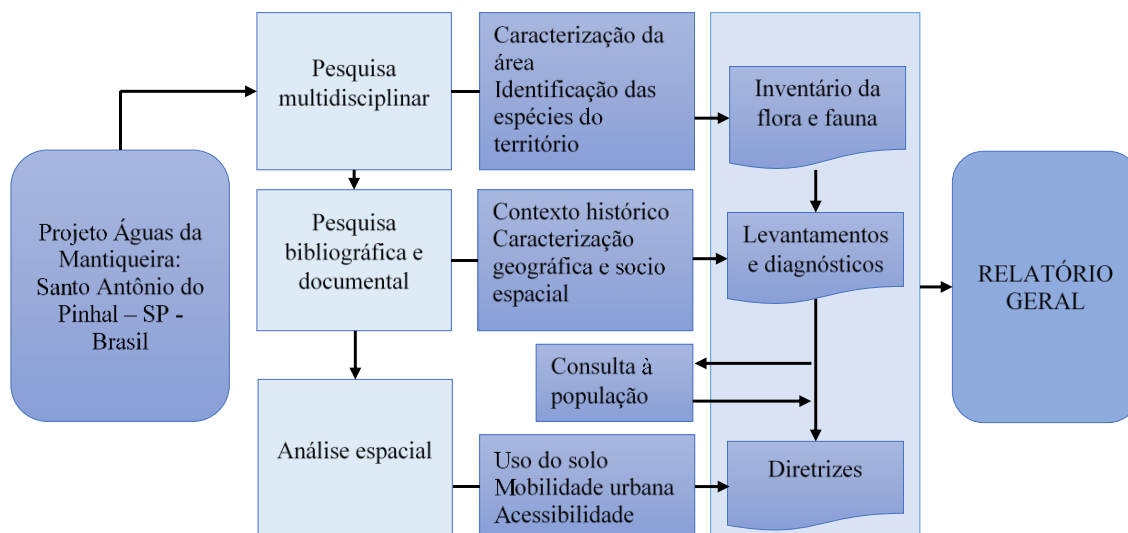 Projeto Águas da
Mantiqueira:
Santo Antônio do
Pinhal – SP -
Brasil
Pesquisa
multidisciplinar
Caracterização da
área
Identificação das
espécies do
território
Inventário da
flora e fauna
Pesquisa
bibliográfica e
documental
Contexto histórico
Caracterização
geográfica e socio
espacial
Levantamentos
e diagnósticos
Consulta à
população
Análise espacial
Uso do solo
Mobilidade urbana
Acessibilidade
Diretrizes
RELATÓRIO
GERAL